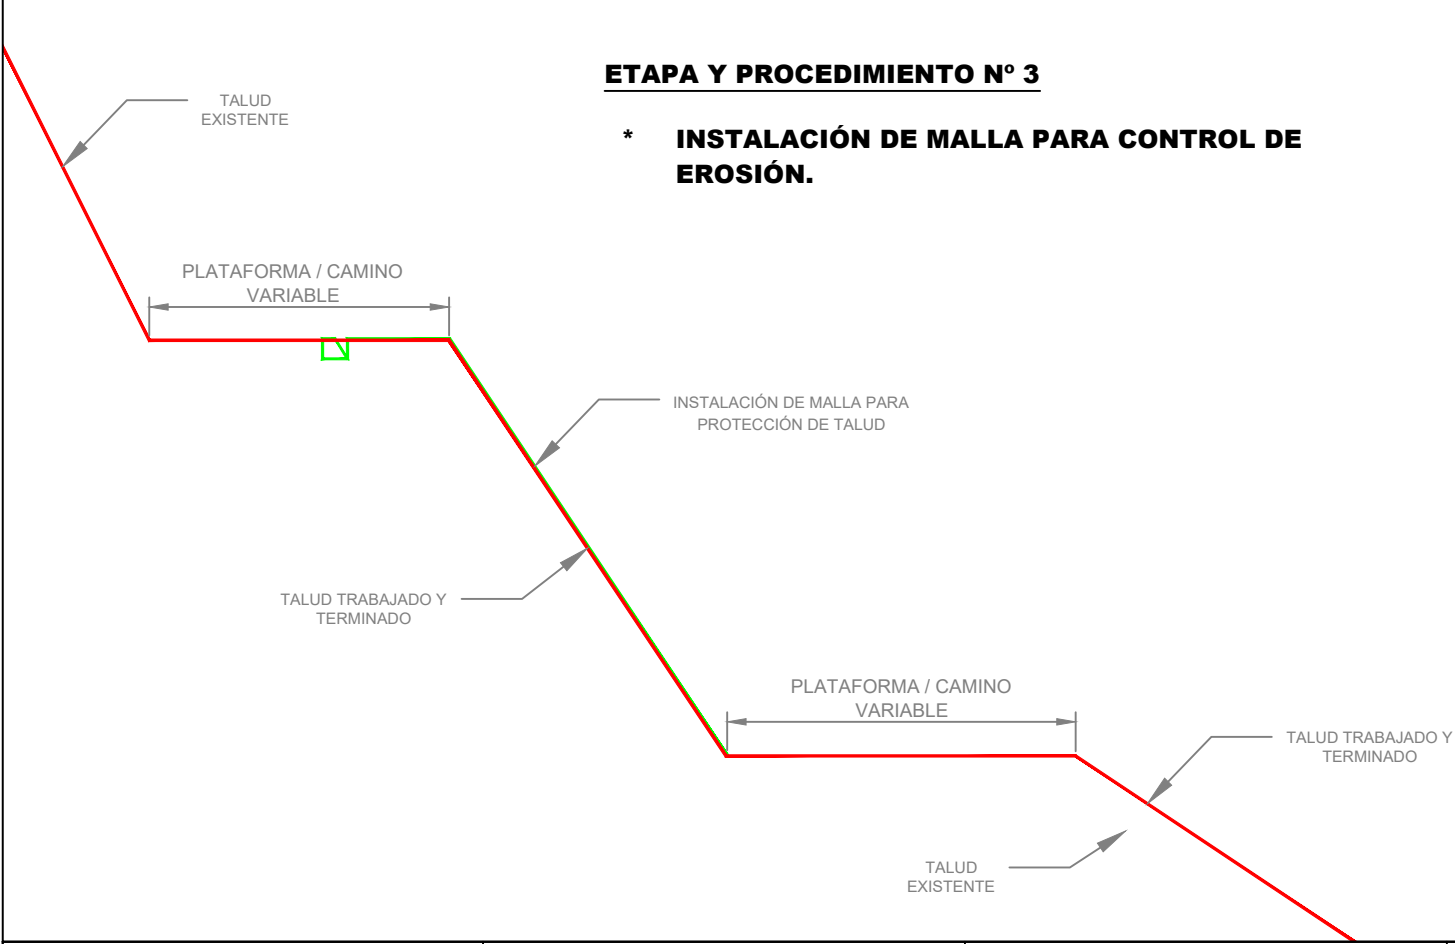 ETAPA Y PROCEDIMIENTO Nº 3
* INSTALACIÓN DE MALLA PARA CONTROL DE
EROSIÓN.
TALUD
EXISTENTE
PLATAFORMA / CAMINO
VARIABLE
INSTALACIÓN DE MALLA PARA
PROTECCIÓN DE TALUD
TALUD TRABAJADO Y
TERMINADO
PLATAFORMA / CAMINO
VARIABLE
TALUD TRABAJADO Y
TERMINADO
TALUD
EXISTENTE